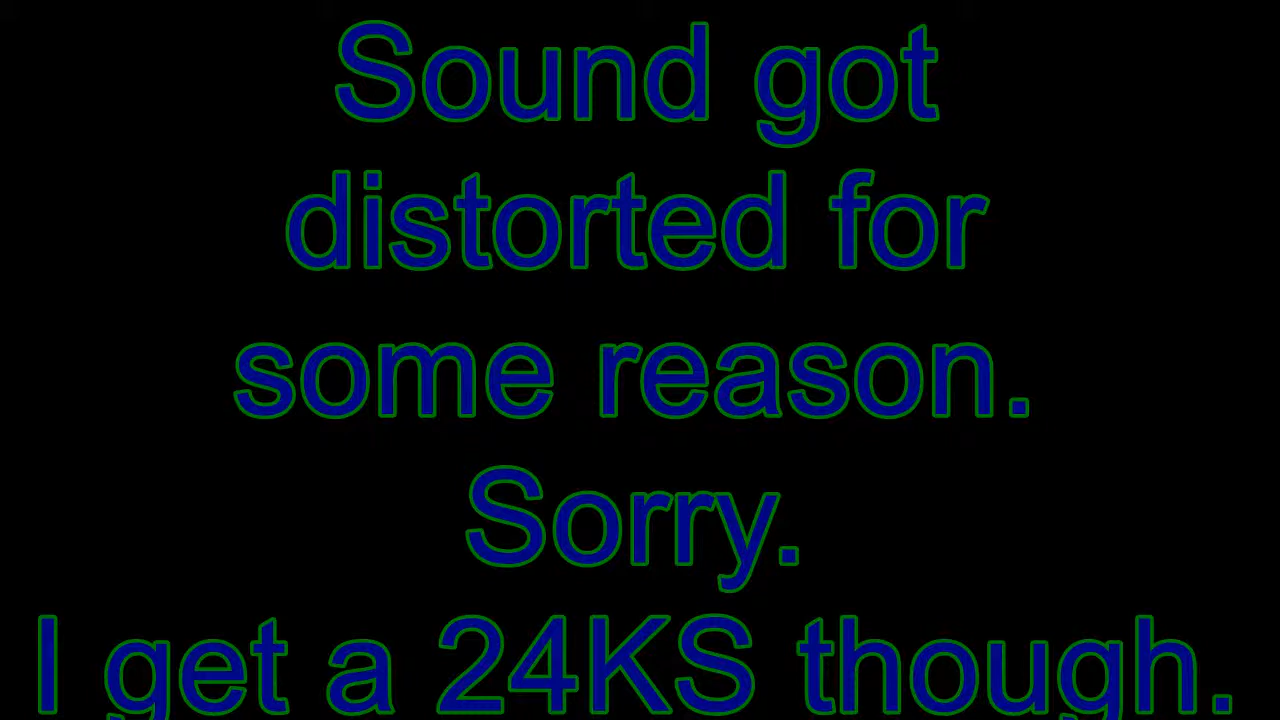 Sound got
distorted for
some reason.
Sorry.
I get a 24KS though.